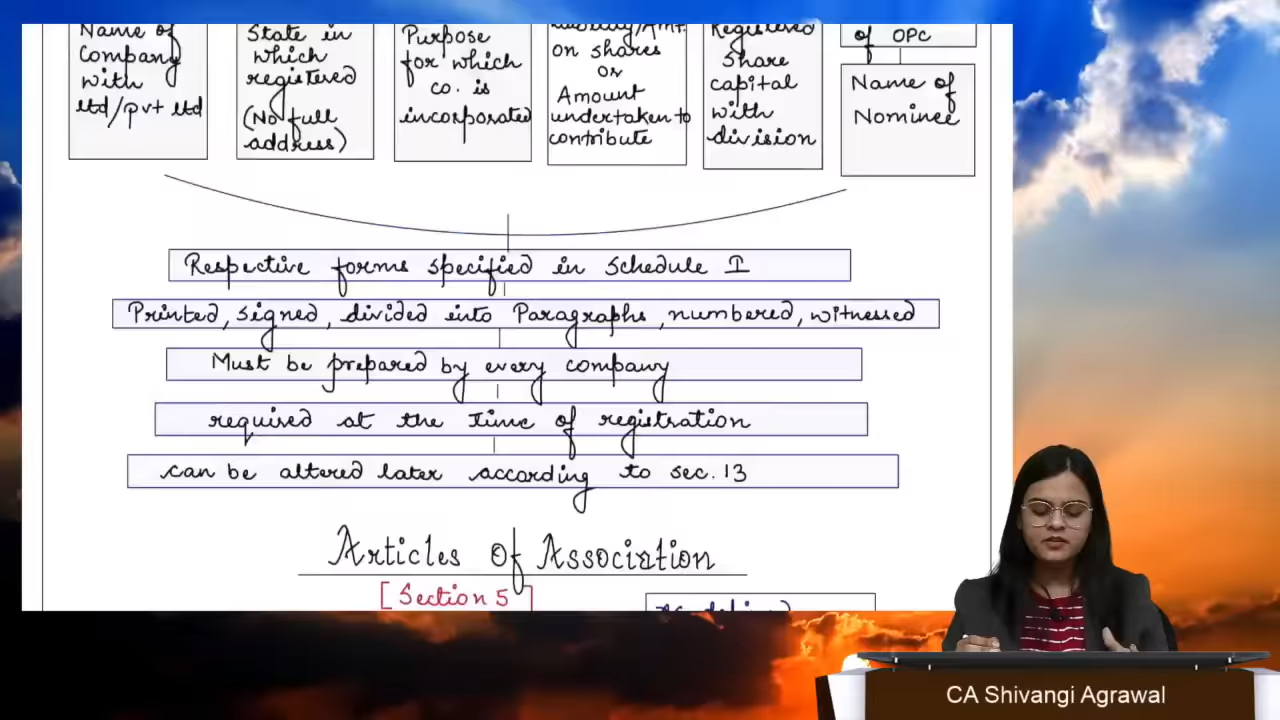 Name of
Company
with
ltd/pvt ltd
State in
which
registered
(No full
address)
Purpose
for which
co. is
incorporated
on shares
or
Amount
undertaken to
contribute
Registered
share
capital
with
division
of OPC
Name of
Nominee
Respective forms specified in Schedule I
Printed, signed, divided into Paragraphs, numbered, witnessed
Must be prepared by every company
required at the time of registration
can be altered later according to sec. 13
Articles Of Association
[Section 5]
CA Shivangi Agrawal